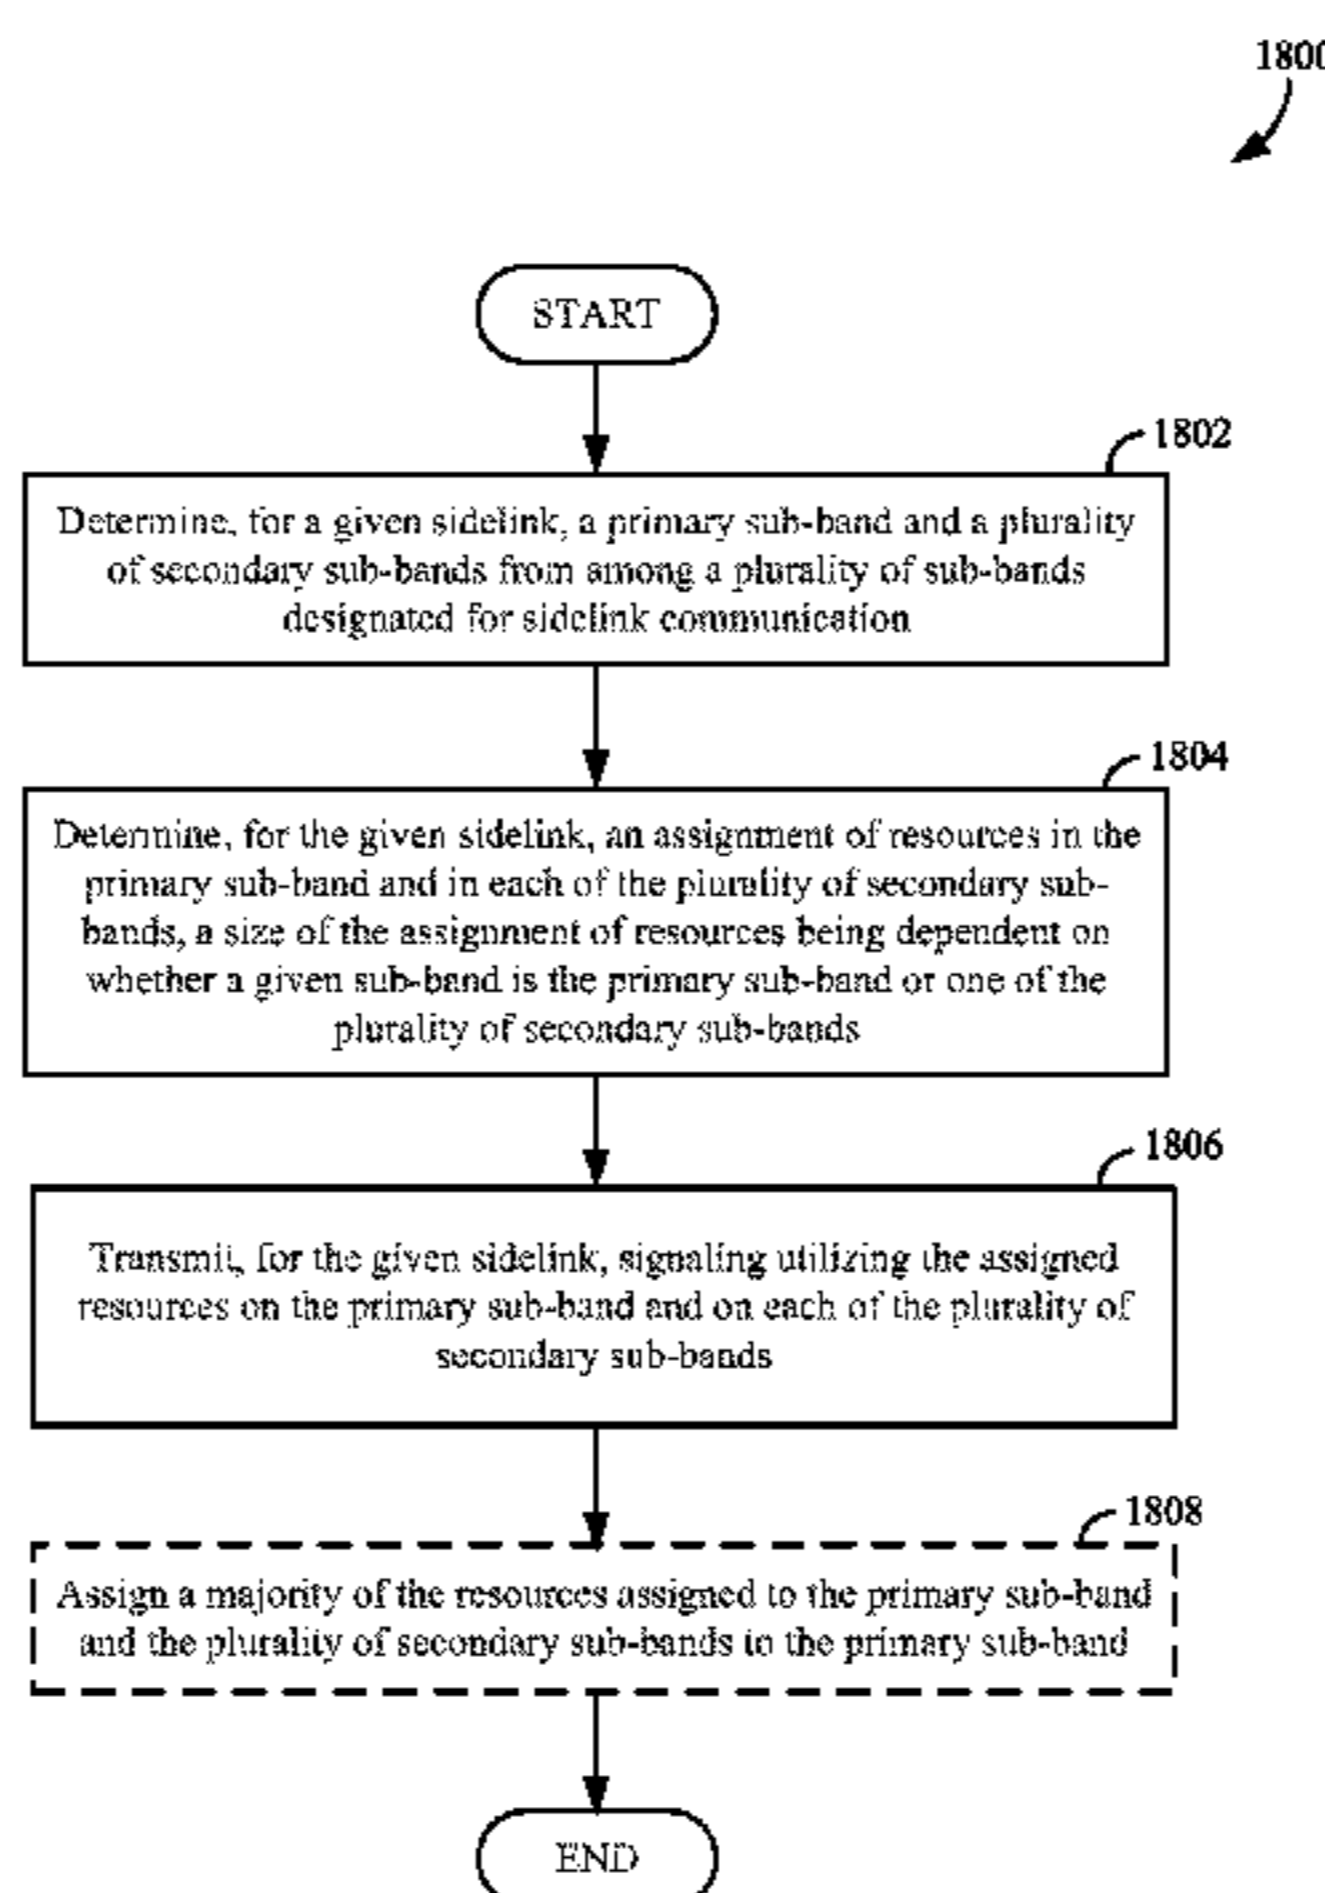 1800
START
1802
Determine, for a given sidelink, a primary sub-band and a plurality
of secondary sub-bands from among a plurality of sub-bands
designated for sidelink communication
1804
Determine, for the given sidelink, an assignment of resources in the
primary sub-band and in each of the plurality of secondary sub-
bands, a size of the assignment of resources being dependent on
whether a given sub-band is the primary sub-band or one of the
plurality of secondary sub-bands
1806
Transmit, for the given sidelink, signaling utilizing the assigned
resources on the primary sub-band and on each of the plurality of
secondary sub-bands
1808
Assign a majority of the resources assigned to the primary sub-band
and the plurality of secondary sub-bands to the primary sub-band
END